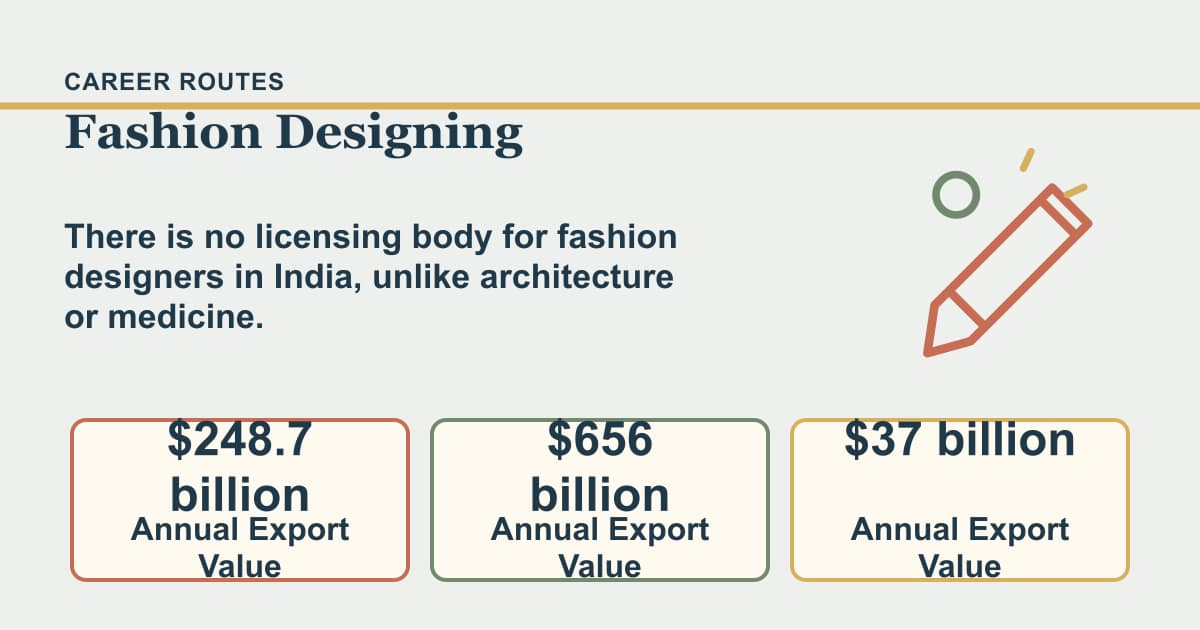 CAREER ROUTES
Fashion Designing
There is no licensing body for fashion
designers in India, unlike architecture
or medicine.
$248.7
billion
Annual Export
Value
$656
billion
Annual Export
Value
$37 billion
Annual Export
Value